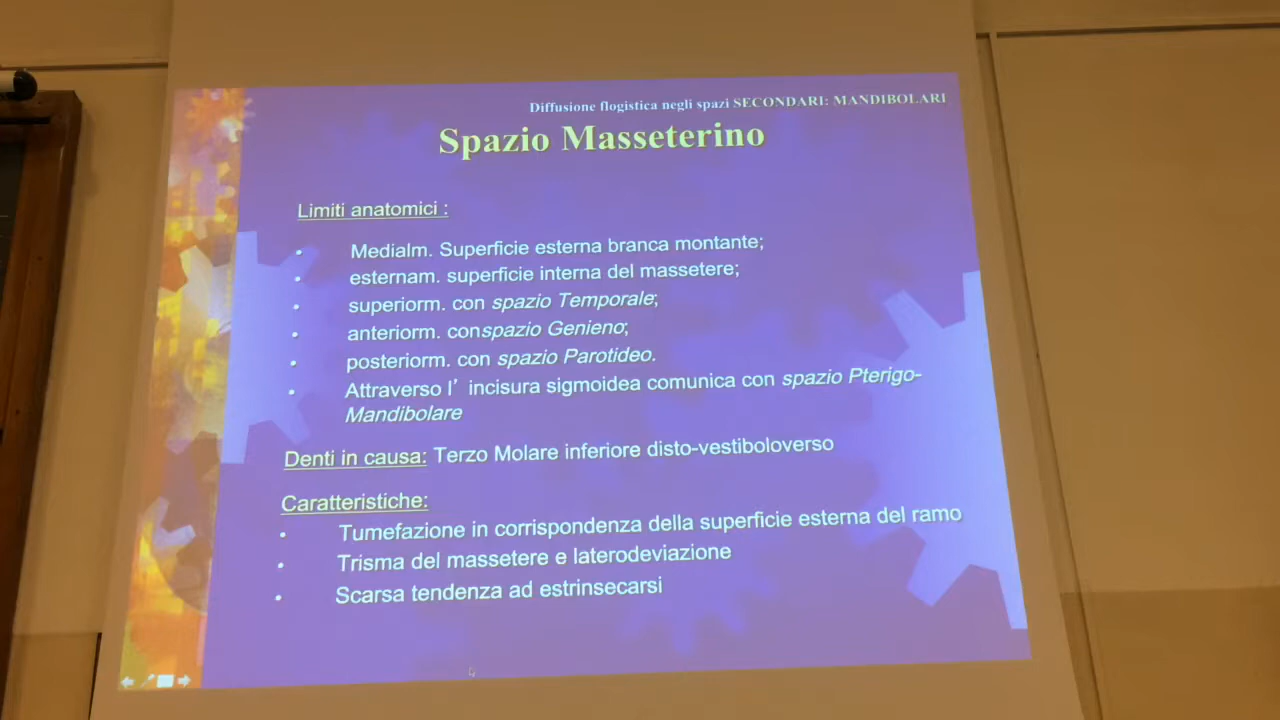 Diffusione flogistica negli spazi SECONDARI: MANDIBOLARI
Spazio Masseterino
Limiti anatomici :
• Medialm. Superficie esterna branca montante;
• esternam. superficie interna del massetere;
• superiorm. con spazio Temporale;
• anteriorm. conspazio Genieno;
• posteriorm. con spazio Parotideo.
• Attraverso l’ incisura sigmoidea comunica con spazio Pterigo-
Mandibolare
Denti in causa: Terzo Molare inferiore disto-vestiboloverso
Caratteristiche:
• Tumefazione in corrispondenza della superficie esterna del ramo
• Trisma del massetere e laterodeviazione
• Scarsa tendenza ad estrinsecarsi